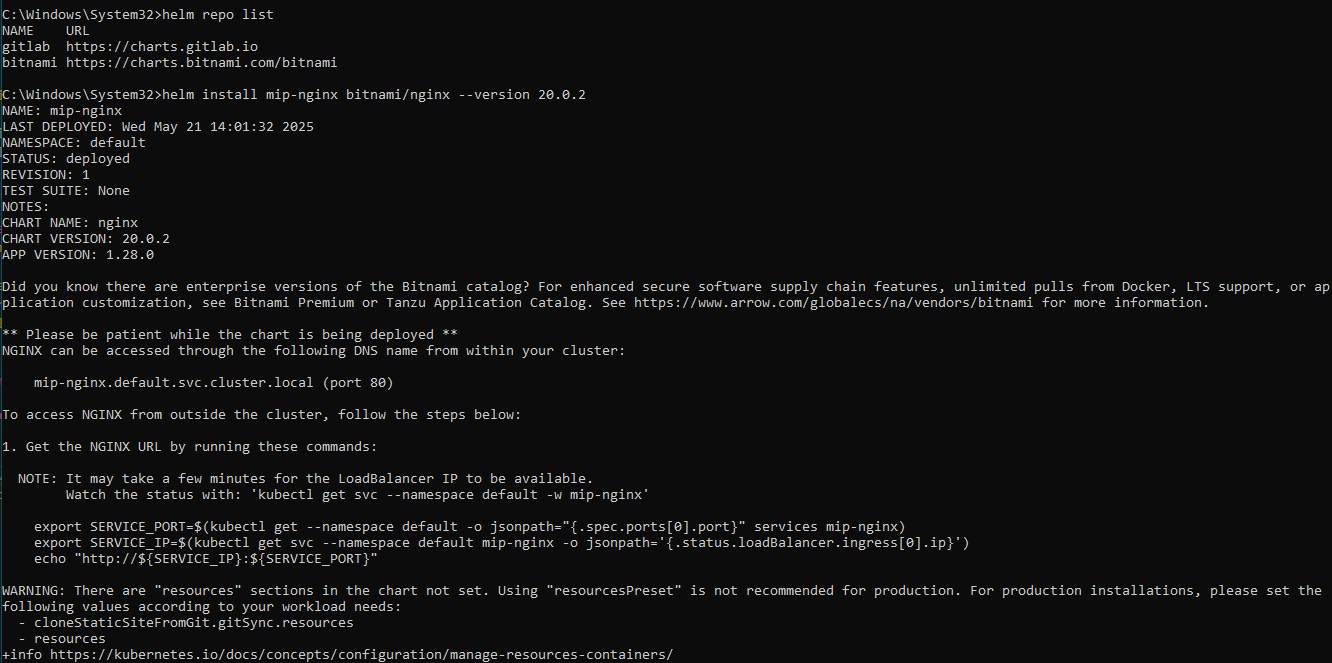 C:\Windows\System32>helm repo list
NAME    URL
gitlab  https://charts.gitlab.io
bitnami https://charts.bitnami.com/bitnami
C:\Windows\System32>helm install mip-nginx bitnami/nginx --version 20.0.2
NAME: mip-nginx
LAST DEPLOYED: Wed May 21 14:01:32 2025
NAMESPACE: default
STATUS: deployed
REVISION: 1
TEST SUITE: None
NOTES:
CHART NAME: nginx
CHART VERSION: 20.0.2
APP VERSION: 1.28.0
Did you know there are enterprise versions of the Bitnami catalog? For enhanced secure software supply chain features, unlimited pulls from Docker, LTS support, or ap
plication customization, see Bitnami Premium or Tanzu Application Catalog. See https://www.arrow.com/globalecs/na/vendors/bitnami for more information.
** Please be patient while the chart is being deployed **
NGINX can be accessed through the following DNS name from within your cluster:
    mip-nginx.default.svc.cluster.local (port 80)
To access NGINX from outside the cluster, follow the steps below:
1. Get the NGINX URL by running these commands:
  NOTE: It may take a few minutes for the LoadBalancer IP to be available.
        Watch the status with: 'kubectl get svc --namespace default -w mip-nginx'
    export SERVICE_PORT=$(kubectl get --namespace default -o jsonpath="{.spec.ports[0].port}" services mip-nginx)
    export SERVICE_IP=$(kubectl get svc --namespace default mip-nginx -o jsonpath='{.status.loadBalancer.ingress[0].ip}')
    echo "http://${SERVICE_IP}:${SERVICE_PORT}"
WARNING: There are "resources" sections in the chart not set. Using "resourcesPreset" is not recommended for production. For production installations, please set the
following values according to your workload needs:
  - cloneStaticSiteFromGit.gitSync.resources
  - resources
+info https://kubernetes.io/docs/concepts/configuration/manage-resources-containers/